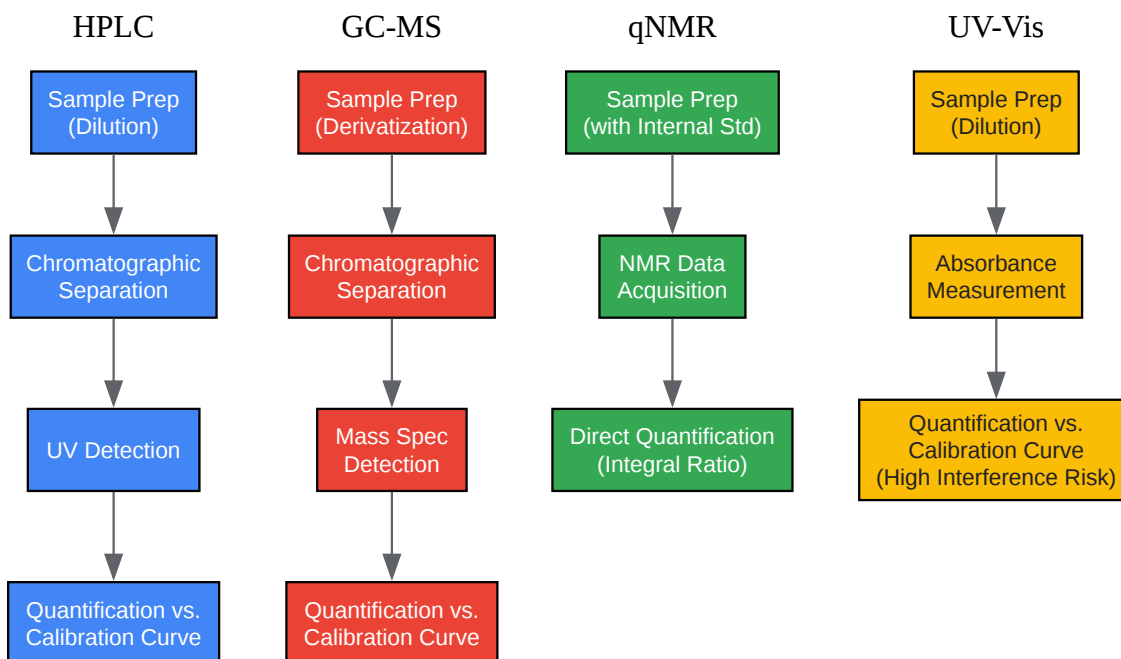 HPLC
Sample Prep
(Dilution)
Chromatographic
Separation
UV Detection
Quantification vs.
Calibration Curve
GC-MS
Sample Prep
(Derivatization)
Chromatographic
Separation
Mass Spec
Detection
Quantification vs.
Calibration Curve
qNMR
Sample Prep
(with Internal Std)
NMR Data
Acquisition
Direct Quantification
(Integral Ratio)
UV-Vis
Sample Prep
(Dilution)
Absorbance
Measurement
Quantification vs.
Calibration Curve
(High Interference Risk)